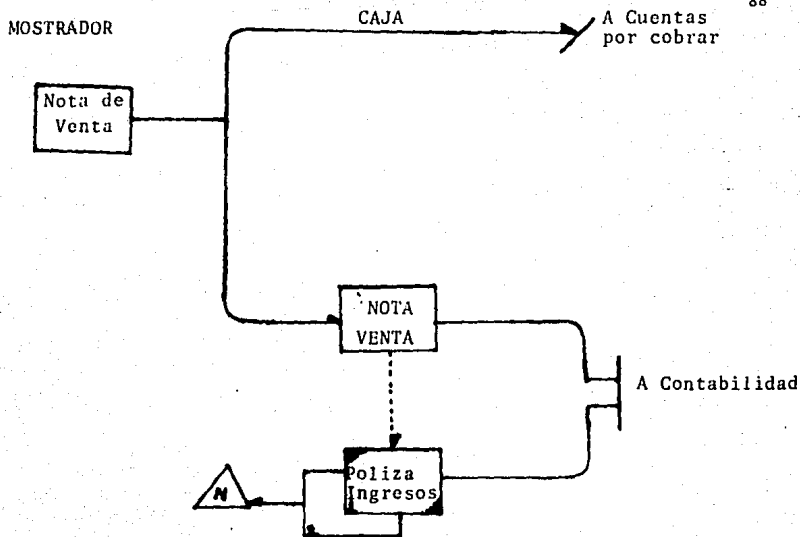 88
MOSTRADOR
CAJA
A Cuentas
por cobrar
Nota de
Venta
NOTA
VENTA
A Contabilidad
Poliza
Ingresos
N